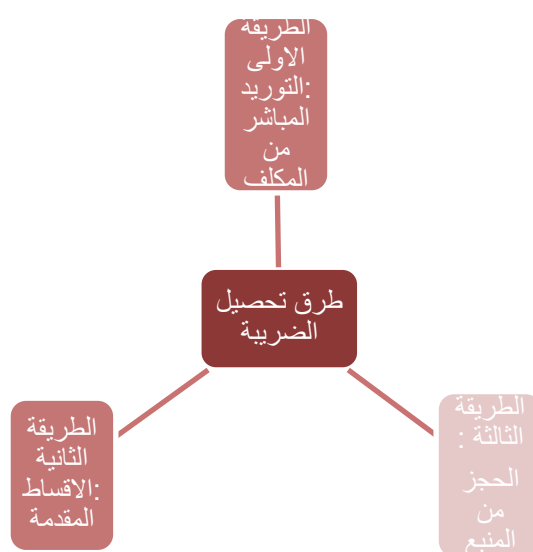 الطريقة
الاولى
:التوريد
المباشر
من
المكلف
طرق تحصيل
الضريبة
الطريقة
الثالثة :
الحجز
من
المنبع
الطريقة
الثانية
:الاقساط
المقدمة